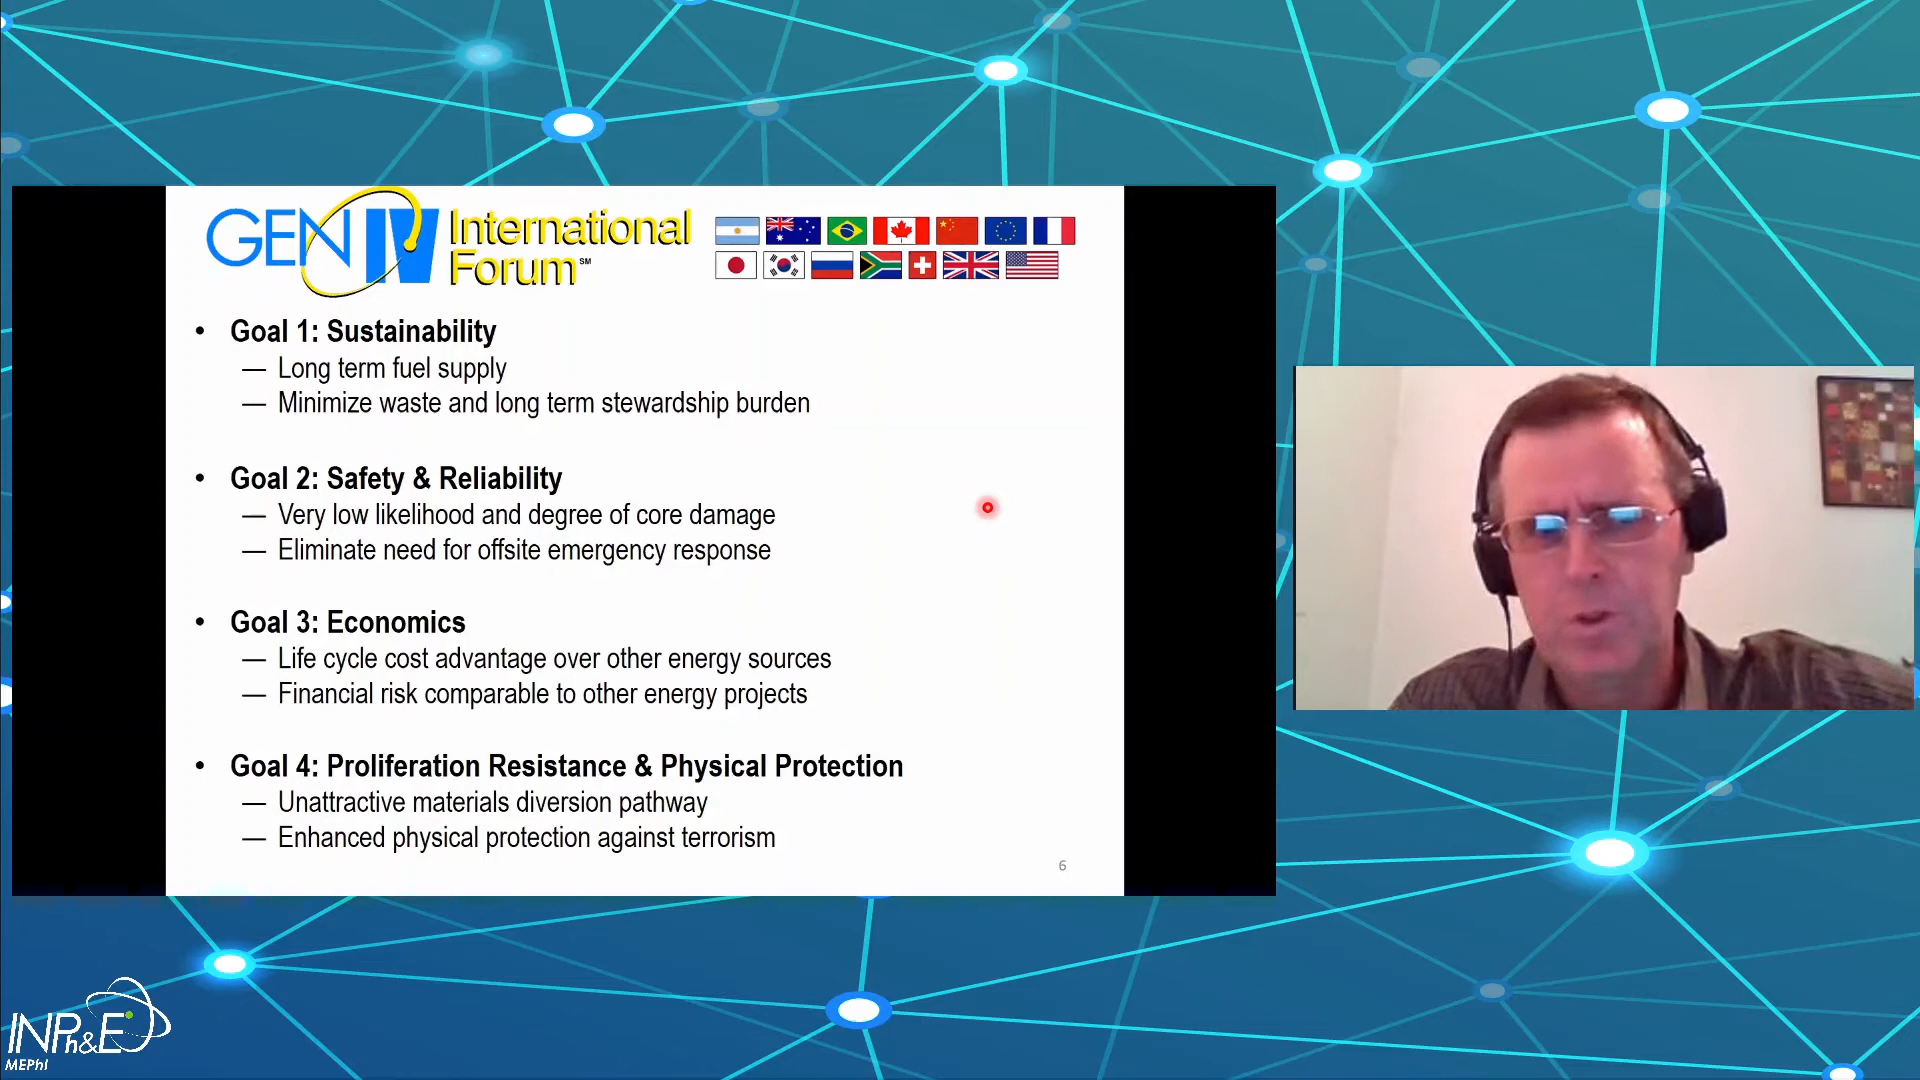 GEN IV International
Forum℠
• Goal 1: Sustainability
— Long term fuel supply
— Minimize waste and long term stewardship burden
• Goal 2: Safety & Reliability
— Very low likelihood and degree of core damage
— Eliminate need for offsite emergency response
• Goal 3: Economics
— Life cycle cost advantage over other energy sources
— Financial risk comparable to other energy projects
• Goal 4: Proliferation Resistance & Physical Protection
— Unattractive materials diversion pathway
— Enhanced physical protection against terrorism
6
INPh&E
MEPhI